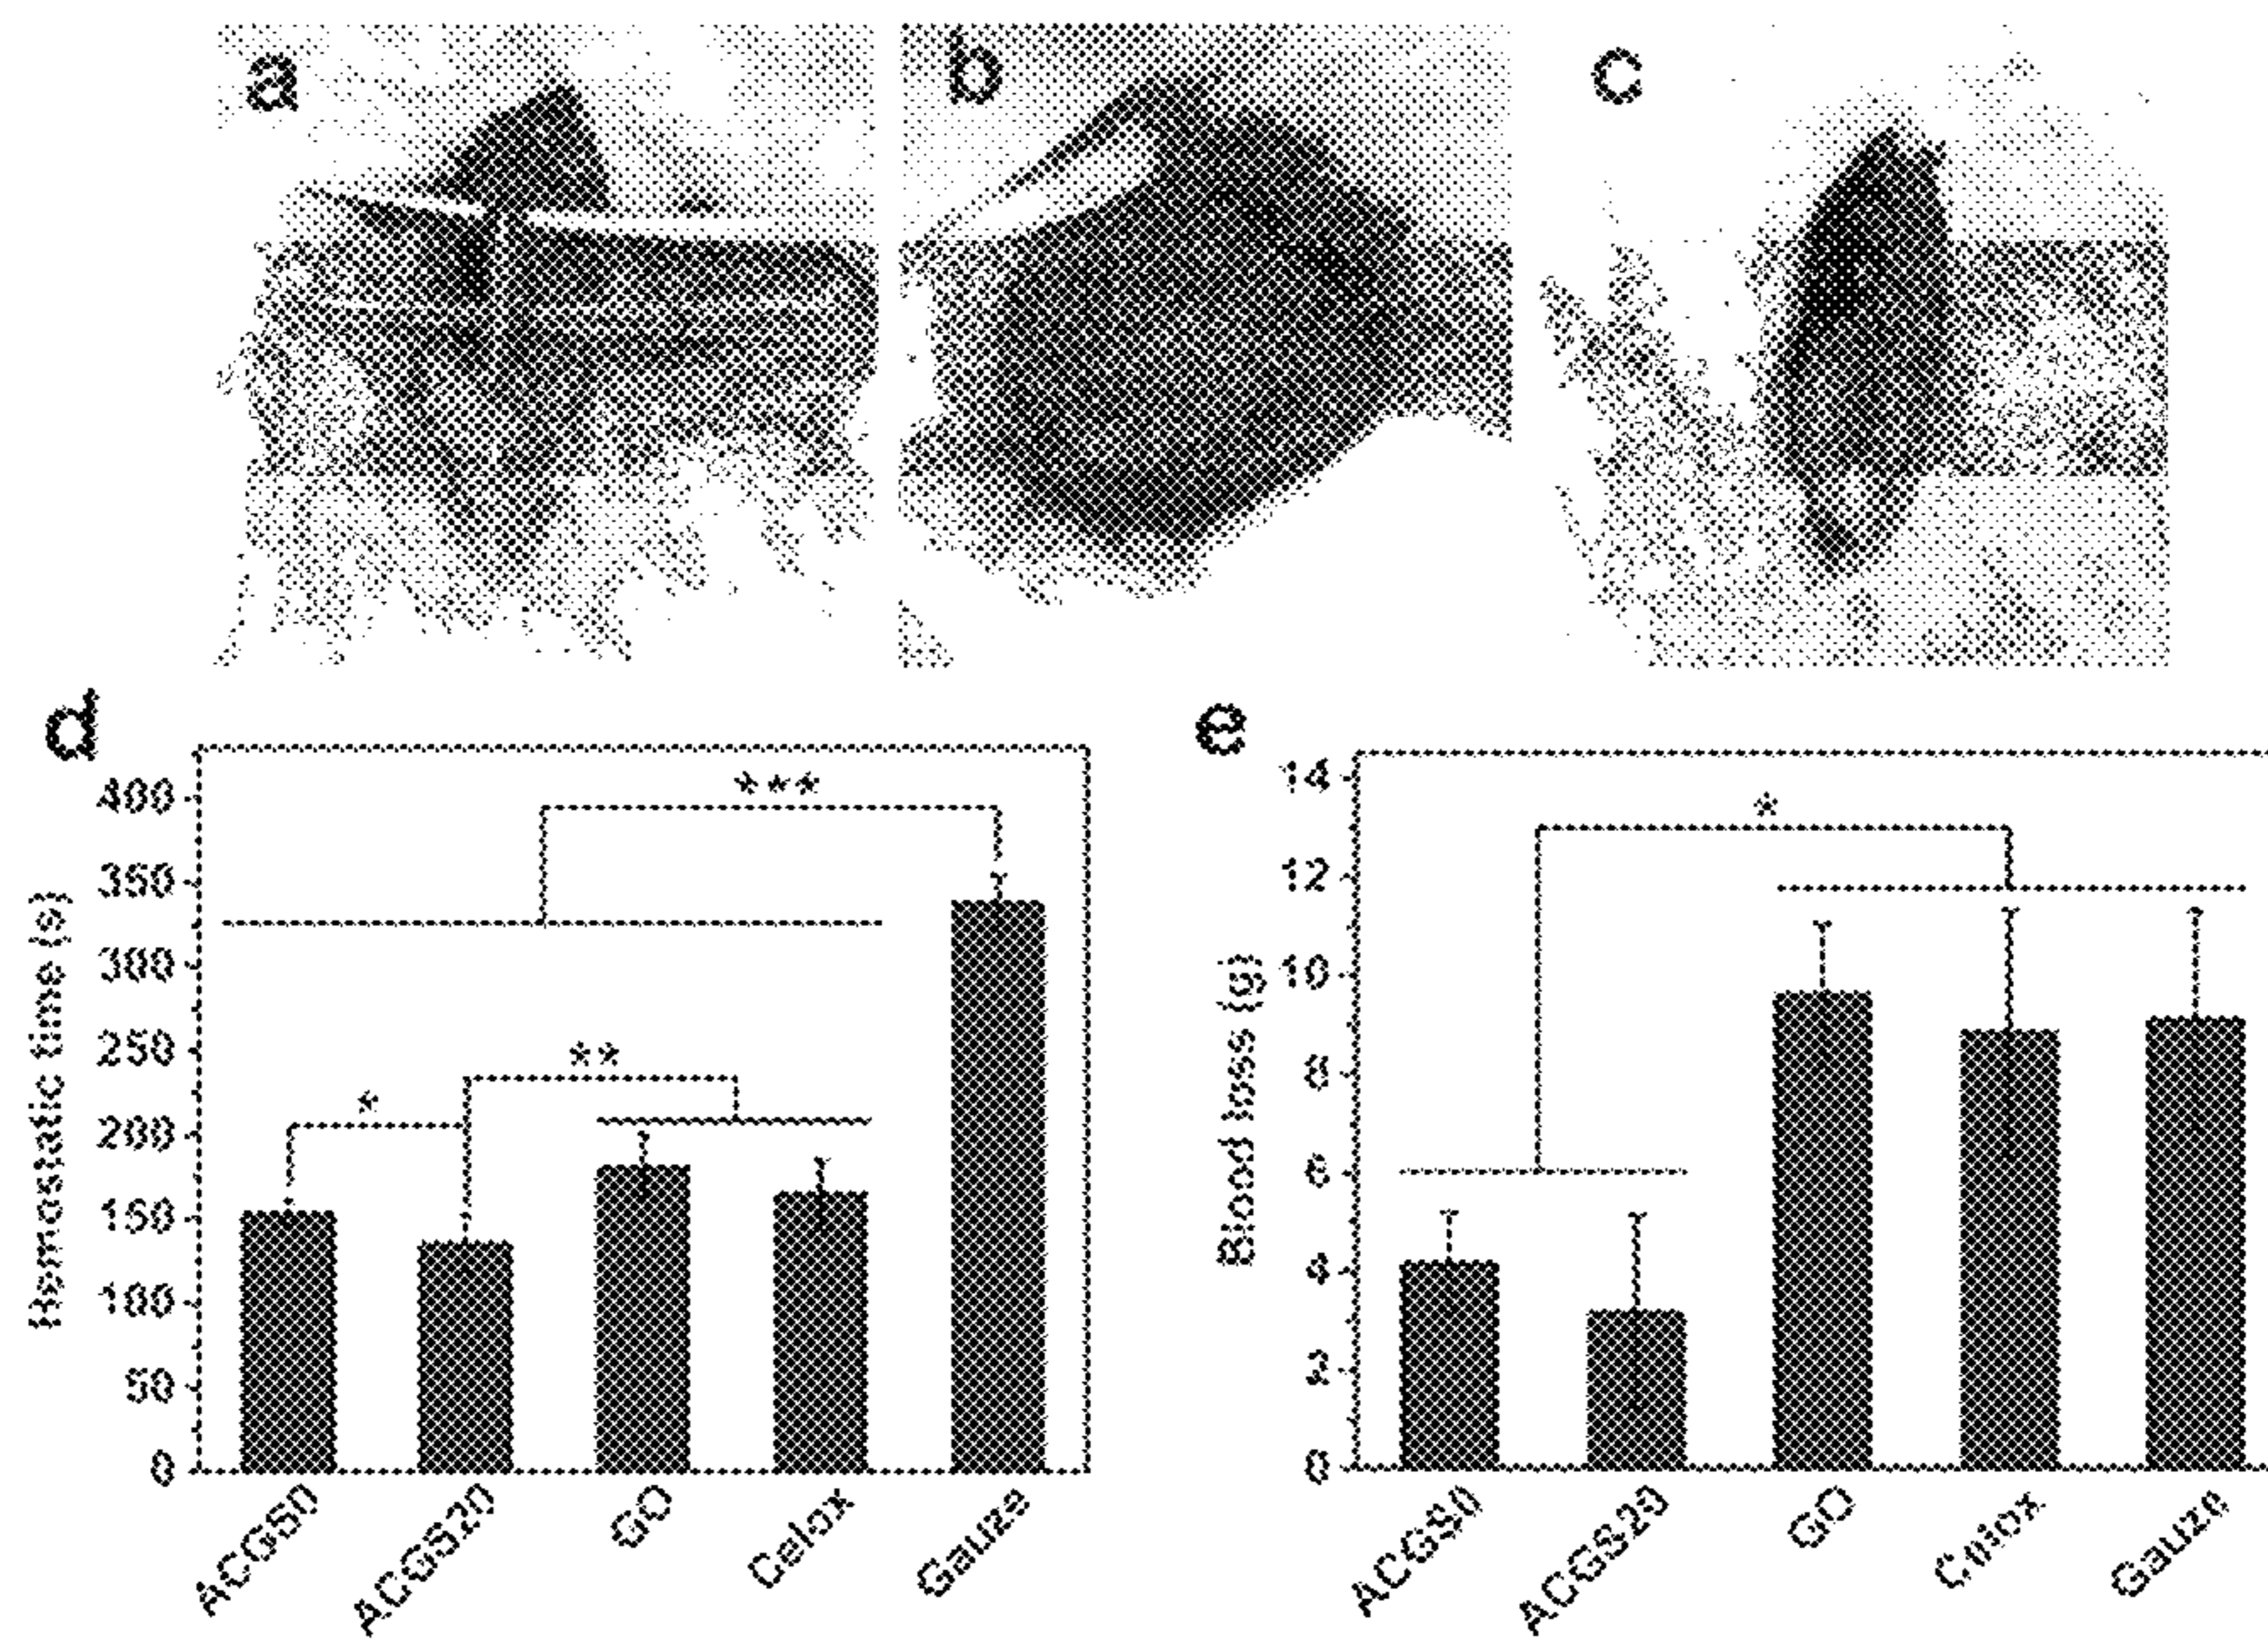 a
b
c
d
400
350
300
250
200
150
100
50
0
Hemostatic time (s)
***
**
*
ACGS0
ACGS20
GO
Celox
Gauze
e
14
12
10
8
6
4
2
0
Blood loss (g)
*
ACGS0
ACGS20
GO
Celox
Gauze